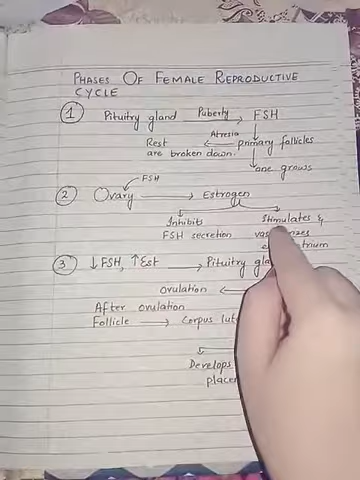 PHASES OF FEMALE REPRODUCTIVE
CYCLE
1 Pituitry gland Puberty FSH
Atresia
Rest primary follicles
are broken down.
one grows
FSH
2 Ovary Estrogen
Inhibits Stimulates &
FSH secretion
3 ↓ FSH, ↑ Est Pituitry
ovulation
After ovulation
Follicle Corpus
Develops